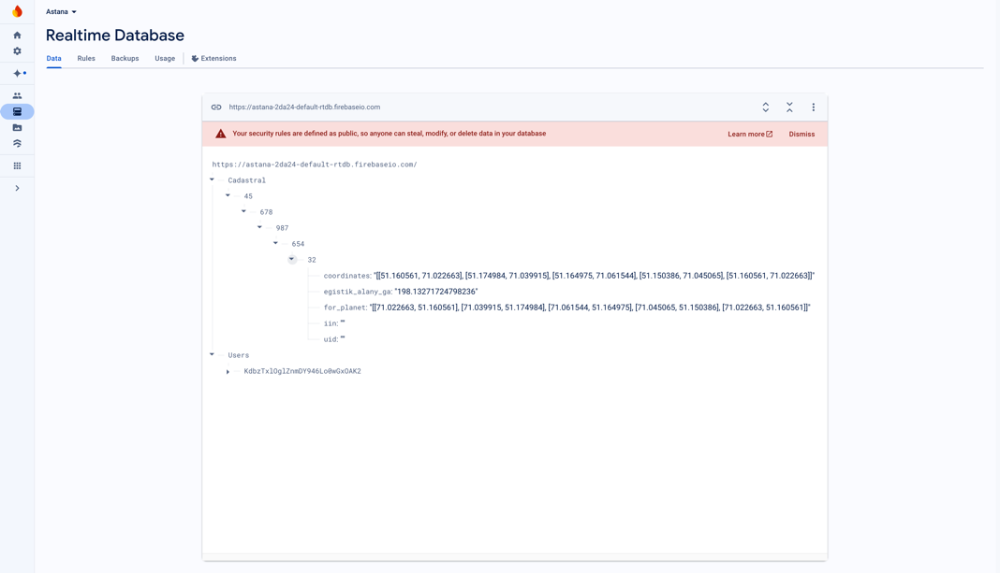 Astana
Realtime Database
Data Rules Backups Usage Extensions
https://astana-2da24-default-rtdb.firebaseio.com
Your security rules are defined as public, so anyone can steal, modify, or delete data in your database Learn more Dismiss
https://astana-2da24-default-rtdb.firebaseio.com/
Cadastral
45
678
987
654
32
coordinates: "[[51.160561, 71.022663], [51.174984, 71.039915], [51.164975, 71.061544], [51.150386, 71.045065], [51.160561, 71.022663]]"
egistik_alany_ga: "198.13271724798236"
for_planet: "[[71.022663, 51.160561], [71.039915, 51.174984], [71.061544, 51.164975], [71.045065, 51.150386], [71.022663, 51.160561]]"
iin: ""
uid: ""
Users
KdbzTxlOglZnmDY946Lo0wGxOAK2